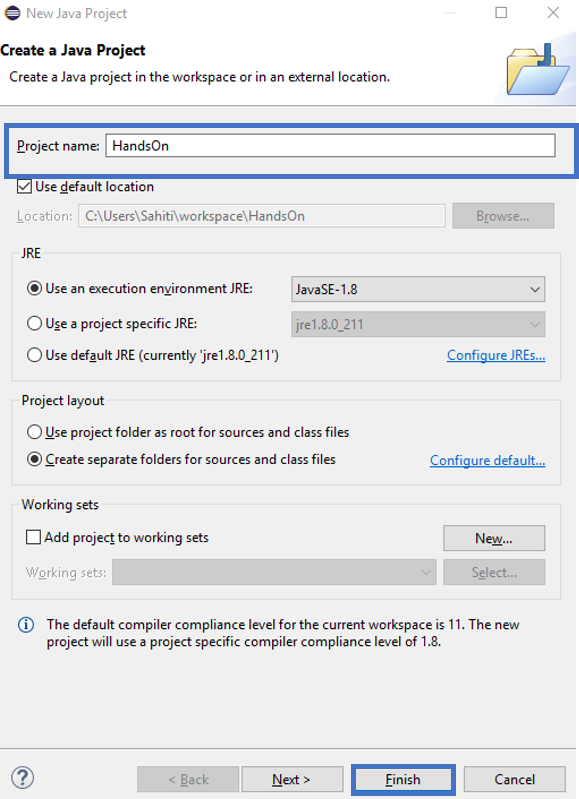 New Java Project
Create a Java Project
Create a Java project in the workspace or in an external location.
Project name: HandsOn
Use default location
Location: C:\Users\Sahiti\workspace\HandsOn Browse...
JRE
Use an execution environment JRE: JavaSE-1.8
Use a project specific JRE: jre1.8.0_211
Use default JRE (currently 'jre1.8.0_211') Configure JREs...
Project layout
Use project folder as root for sources and class files
Create separate folders for sources and class files Configure default...
Working sets
Add project to working sets New...
Working sets: Select...
The default compiler compliance level for the current workspace is 11. The new
project will use a project specific compiler compliance level of 1.8.
? < Back Next > Finish Cancel